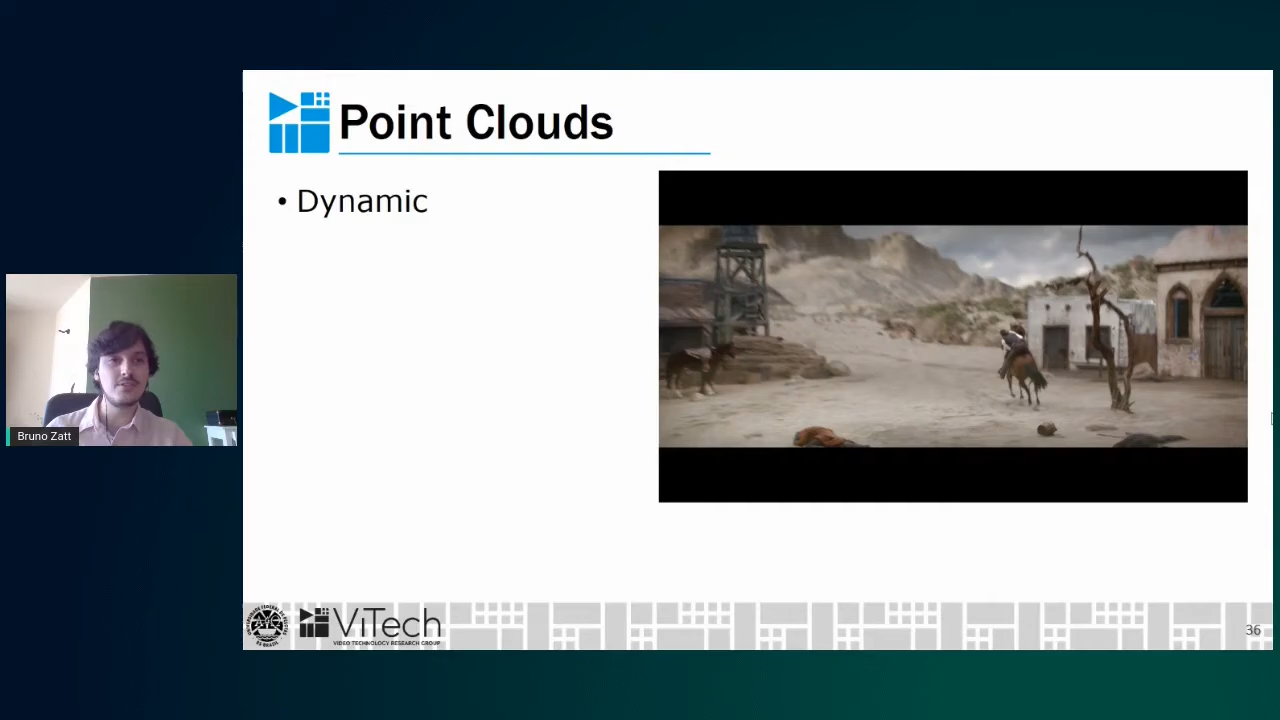 Point Clouds
• Dynamic
Bruno Zatt
ViTech
VIDEO TECHNOLOGY RESEARCH GROUP
36